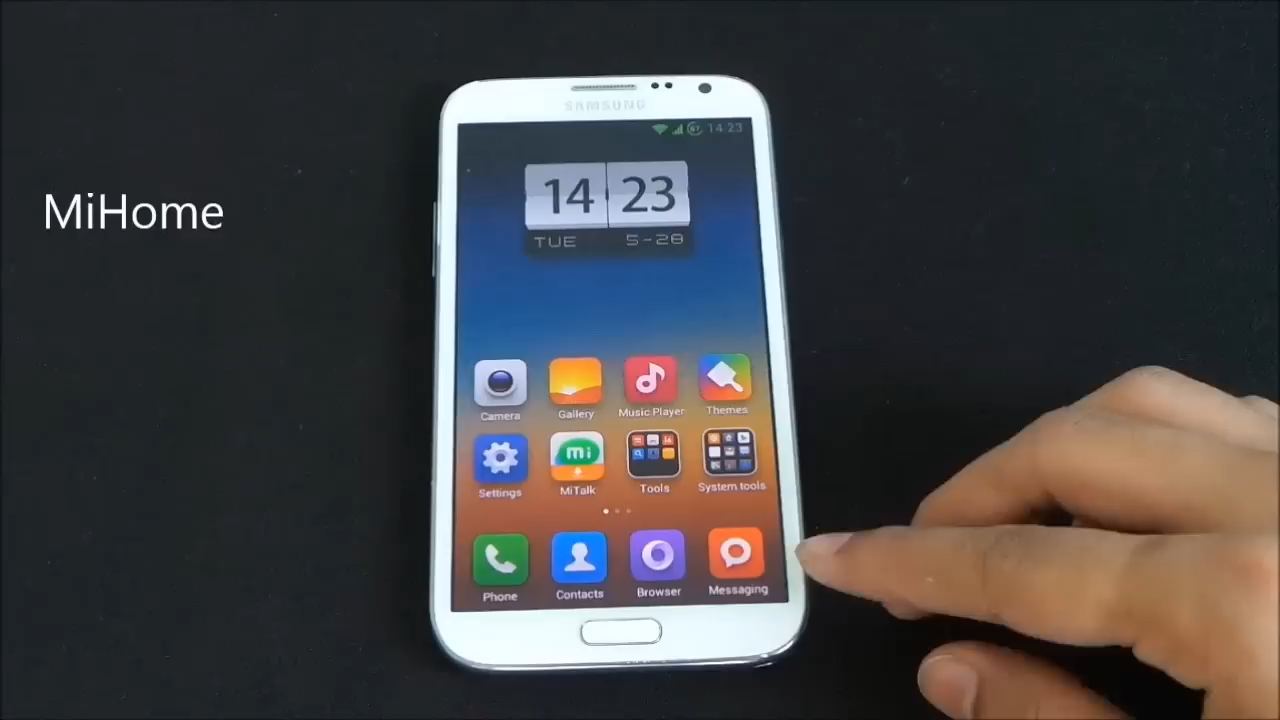 MiHome
SAMSUNG
67 14:23
14 23
TUE 5-28
Camera Gallery Music Player Themes
mi
Settings MiTalk Tools System tools
Phone Contacts Browser Messaging